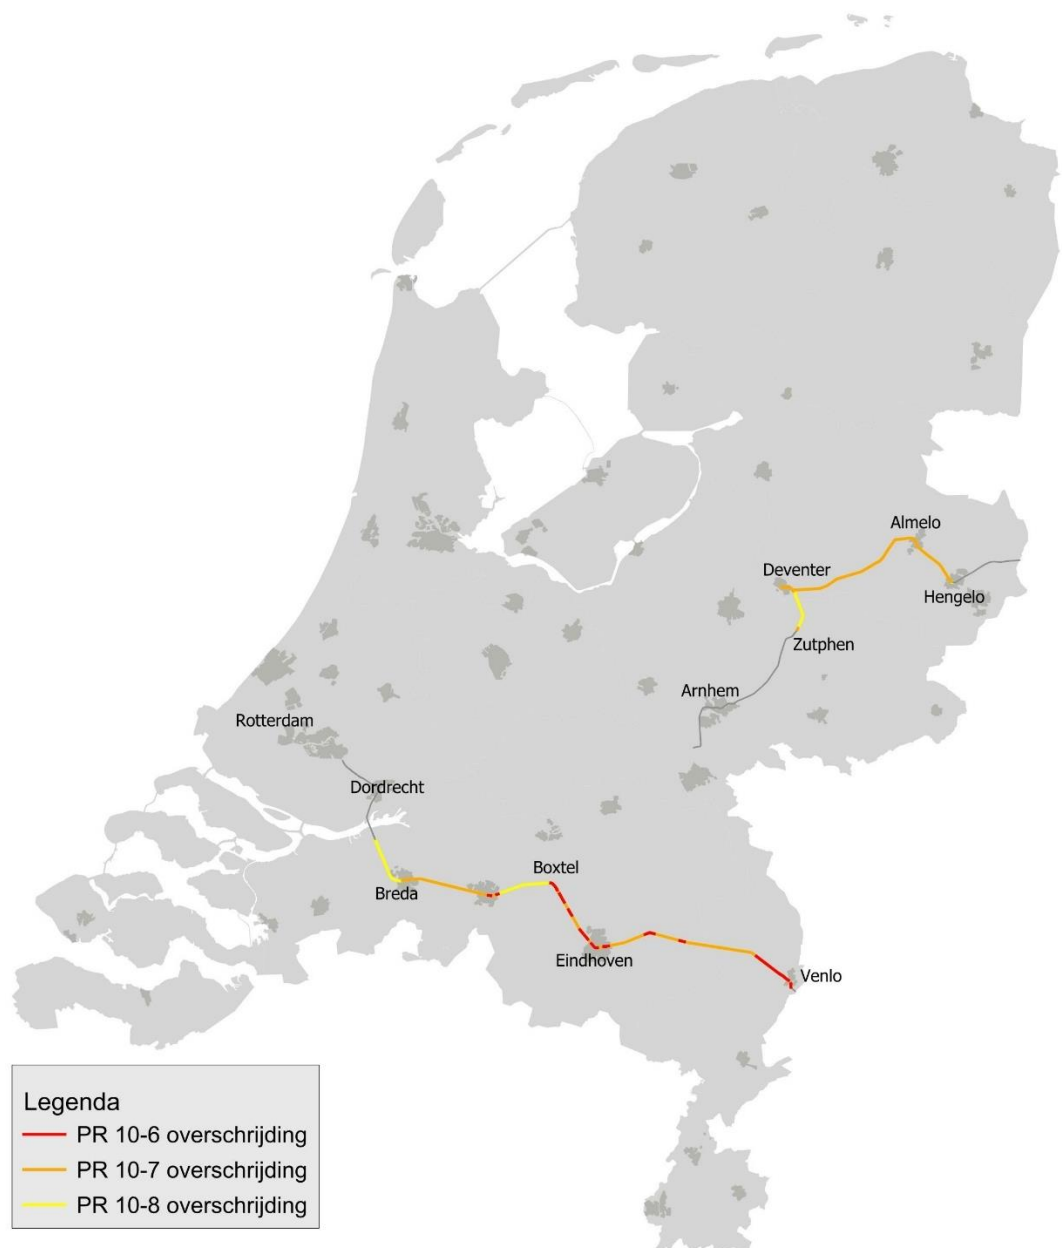 Almelo
Deventer
Hengelo
Zutphen
Arnhem
Rotterdam
Dordrecht
Boxtel
Breda
Eindhoven
Venlo
Legenda
PR 10-6 overschrijding
PR 10-7 overschrijding
PR 10-8 overschrijding